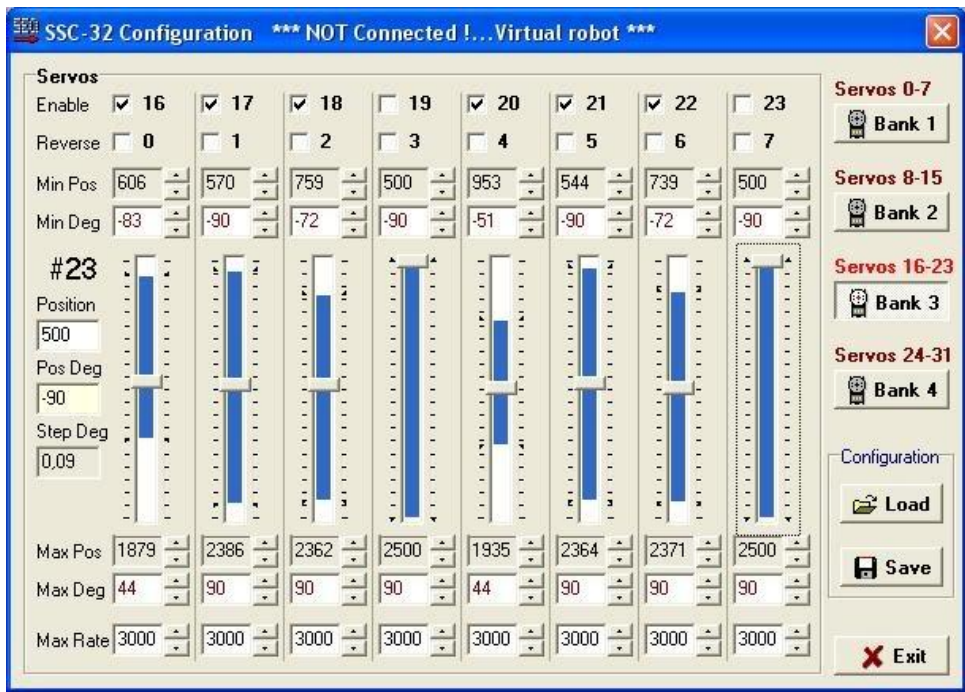 SSC-32 Configuration *** NOT Connected !...Virtual robot ***
Servos
Enable 16 17 18 19 20 21 22 23
Reverse 0 1 2 3 4 5 6 7
Min Pos 606 570 759 500 953 544 739 500
Min Deg -83 -90 -72 -90 -51 -90 -72 -90
#23
Position
500
Pos Deg
-90
Step Deg
0,09
Max Pos 1879 2386 2362 2500 1935 2364 2371 2500
Max Deg 44 90 90 90 44 90 90 90
Max Rate 3000 3000 3000 3000 3000 3000 3000 3000
Servos 0-7
Bank 1
Servos 8-15
Bank 2
Servos 16-23
Bank 3
Servos 24-31
Bank 4
Configuration
Load
Save
Exit